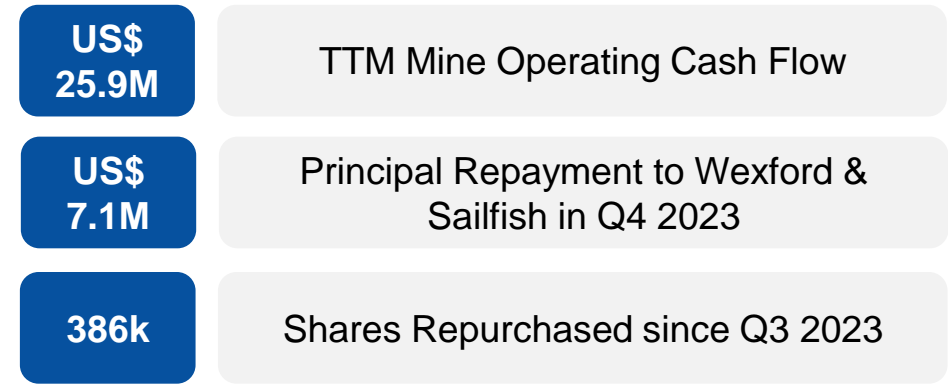 US$
25.9M
TTM Mine Operating Cash Flow
US$
7.1M
Principal Repayment to Wexford &
Sailfish in Q4 2023
386k
Shares Repurchased since Q3 2023